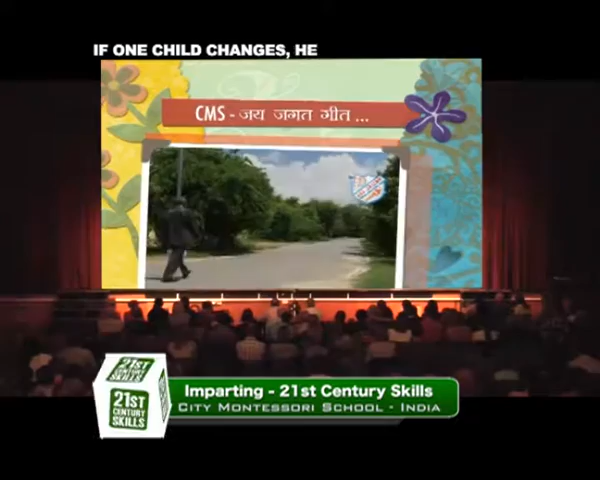 IF ONE CHILD CHANGES, HE
CMS - जय जगत गीत ...
21ST
CENTURY
SKILLS
21ST
CENTURY
SKILLS
Imparting - 21st Century Skills
CITY MONTESSORI SCHOOL - INDIA